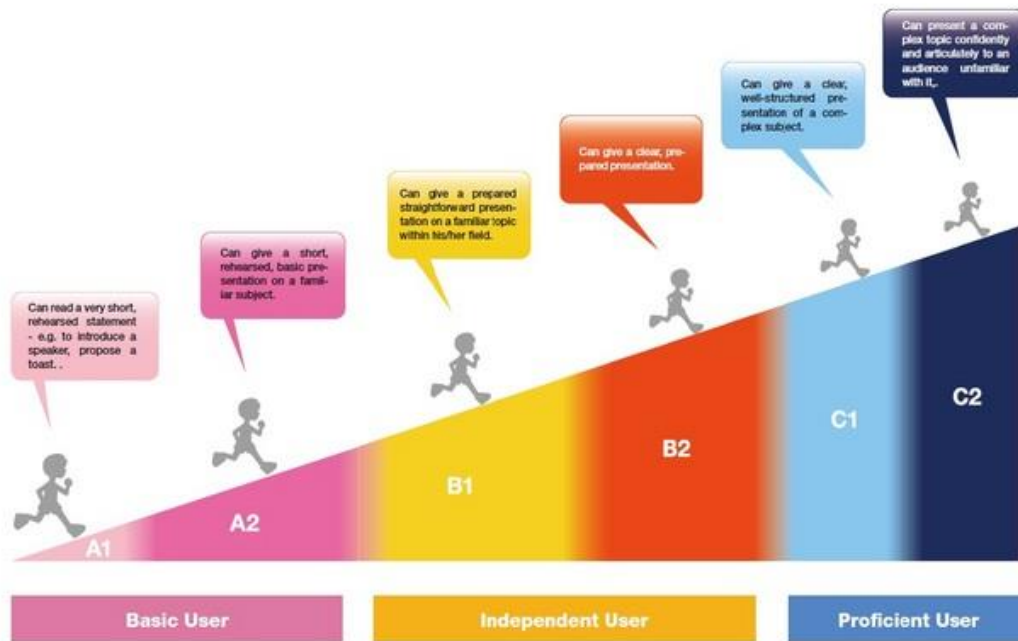 Can read a very short,
rehearsed statement
- e.g. to introduce a
speaker, propose a
toast. .
A1
Can give a short,
rehearsed, basic pre-
sentation on a famil-
iar subject.
A2
Can give a prepared
straightforward presen-
tation on a familiar topic
within his/her field.
B1
Can give a clear, pre-
pared presentation.
B2
Can give a clear,
well-structured pre-
sentation of a com-
plex subject.
C1
Can present a com-
plex topic confidently
and articulately to an
audience unfamiliar
with it,.
C2
Basic User
Independent User
Proficient User